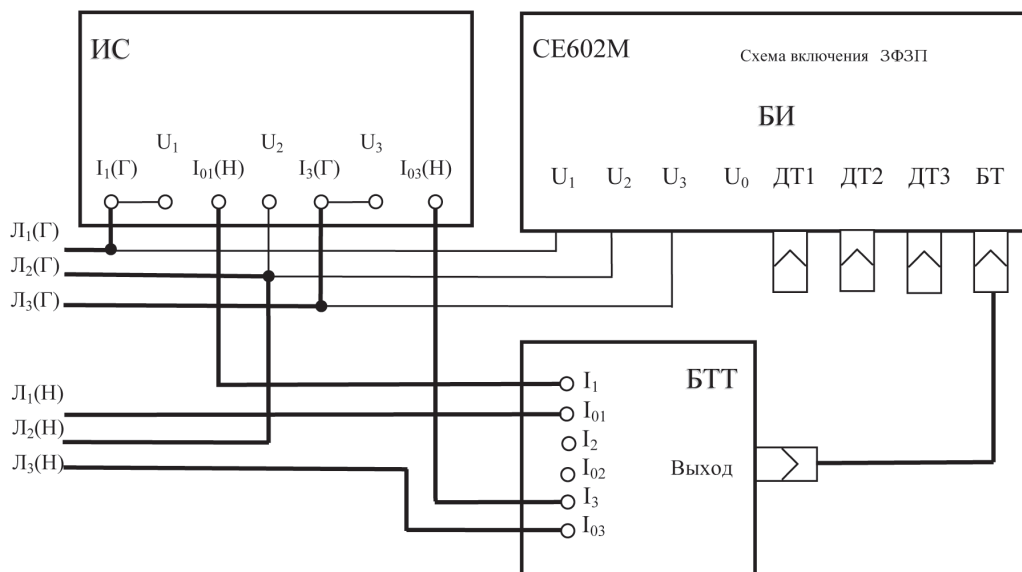 ИС
СЕ602М
Схема включения 3ФЗП
БИ
U₁ U₂ U₃
I₁(Г) I₀₁(Н) I₃(Г) I₀₃(Н)
U₁ U₂ U₃ U₀ ДТ1 ДТ2 ДТ3 БТ
Л₁(Г)
Л₂(Г)
Л₃(Г)
Л₁(Н)
Л₂(Н)
Л₃(Н)
БТТ
I₁
I₀₁
I₂
I₀₂
Выход
I₃
I₀₃